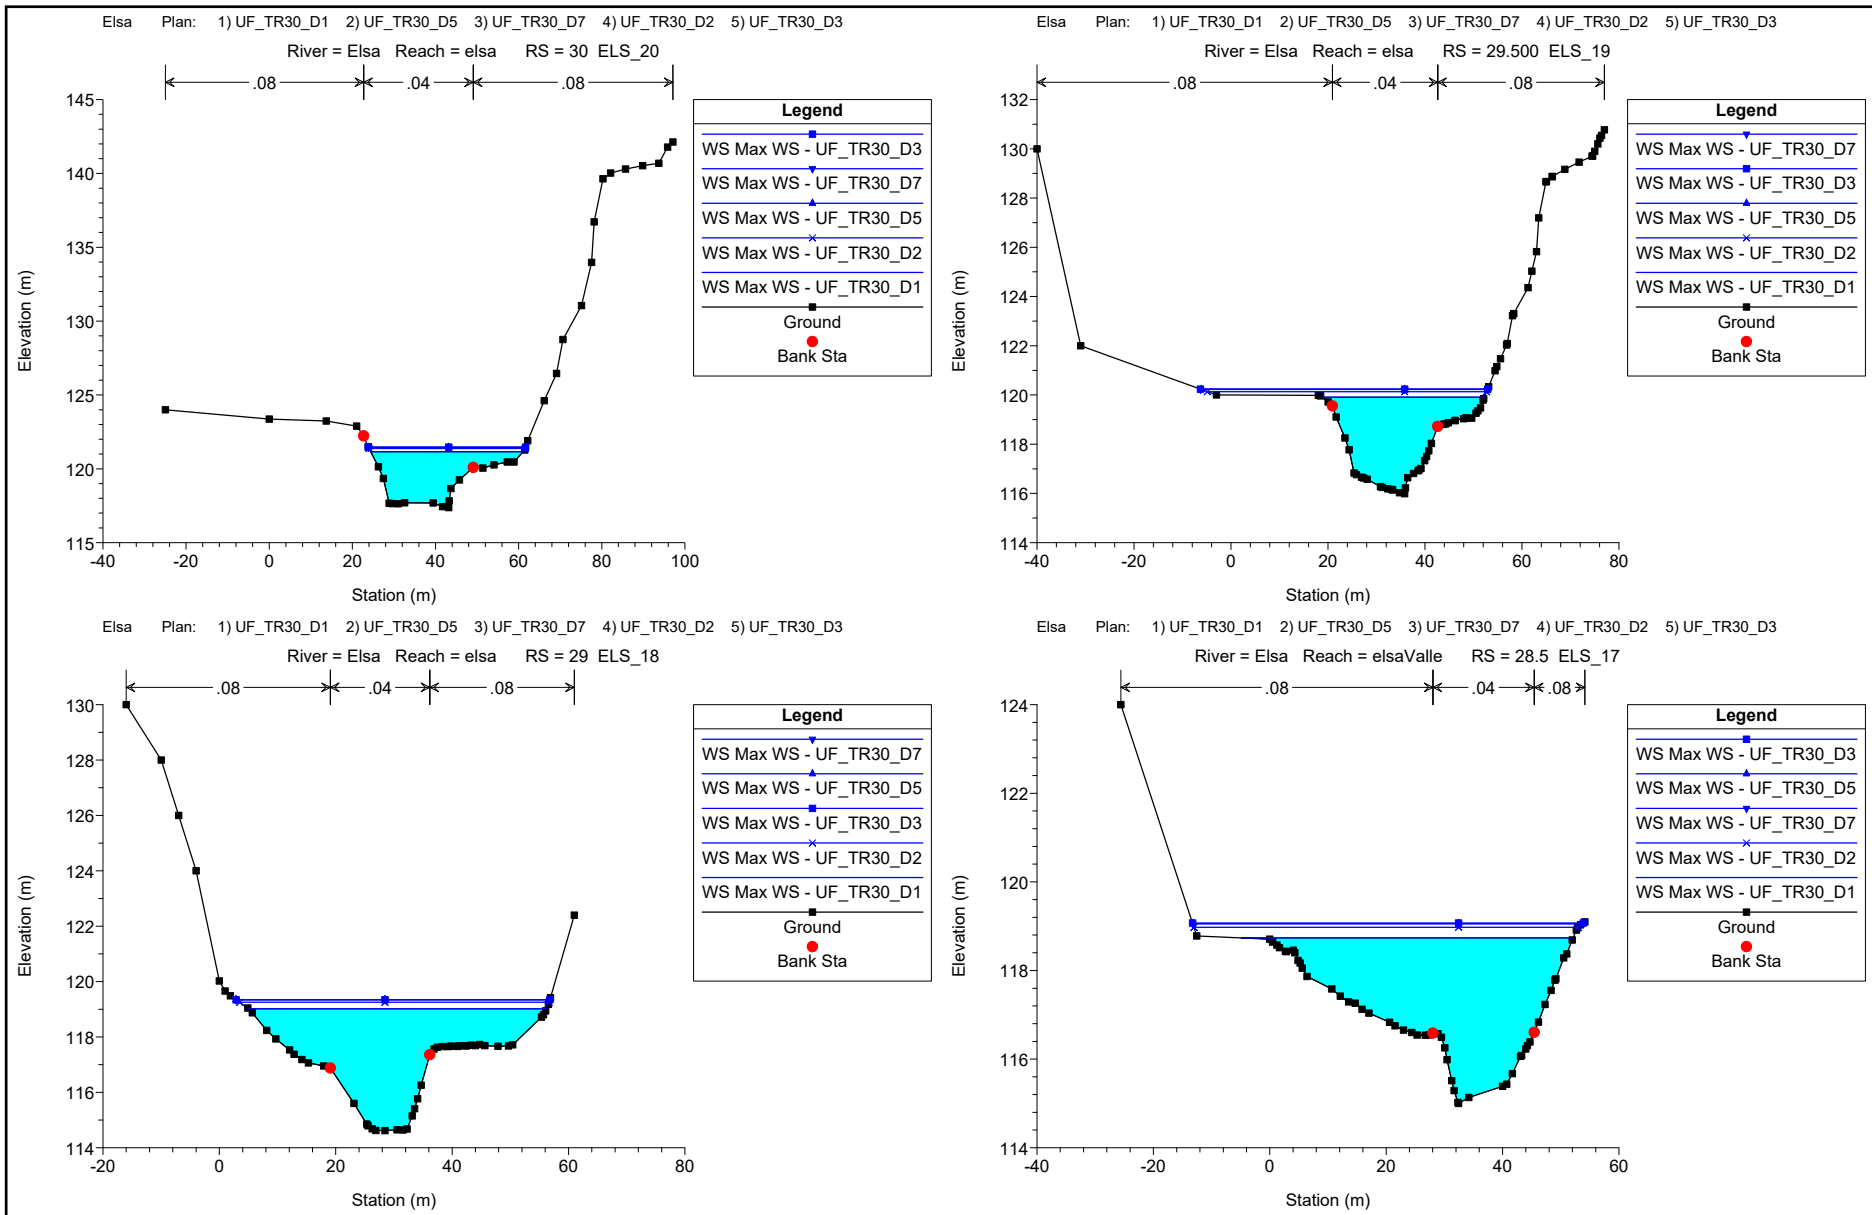 Elsa Plan: 1) UF_TR30_D1 2) UF_TR30_D5 3) UF_TR30_D7 4) UF_TR30_D2 5) UF_TR30_D3
River = Elsa Reach = elsa RS = 30 ELS_20
.08 .04 .08
145
140
135
130
125
120
115
Elevation (m)
-40 -20 0 20 40 60 80 100
Station (m)
Legend
WS Max WS - UF_TR30_D3
WS Max WS - UF_TR30_D7
WS Max WS - UF_TR30_D5
WS Max WS - UF_TR30_D2
WS Max WS - UF_TR30_D1
Ground
Bank Sta
Elsa Plan: 1) UF_TR30_D1 2) UF_TR30_D5 3) UF_TR30_D7 4) UF_TR30_D2 5) UF_TR30_D3
River = Elsa Reach = elsa RS = 29.500 ELS_19
.08 .04 .08
132
130
128
126
124
122
120
118
116
114
Elevation (m)
-40 -20 0 20 40 60 80
Station (m)
Legend
WS Max WS - UF_TR30_D7
WS Max WS - UF_TR30_D3
WS Max WS - UF_TR30_D5
WS Max WS - UF_TR30_D2
WS Max WS - UF_TR30_D1
Ground
Bank Sta
Elsa Plan: 1) UF_TR30_D1 2) UF_TR30_D5 3) UF_TR30_D7 4) UF_TR30_D2 5) UF_TR30_D3
River = Elsa Reach = elsa RS = 29 ELS_18
.08 .04 .08
130
128
126
124
122
120
118
116
114
Elevation (m)
-20 0 20 40 60 80
Station (m)
Legend
WS Max WS - UF_TR30_D7
WS Max WS - UF_TR30_D5
WS Max WS - UF_TR30_D3
WS Max WS - UF_TR30_D2
WS Max WS - UF_TR30_D1
Ground
Bank Sta
Elsa Plan: 1) UF_TR30_D1 2) UF_TR30_D5 3) UF_TR30_D7 4) UF_TR30_D2 5) UF_TR30_D3
River = Elsa Reach = elsaValle RS = 28.5 ELS_17
.08 .04 .08
124
122
120
118
116
114
Elevation (m)
-40 -20 0 20 40 60
Station (m)
Legend
WS Max WS - UF_TR30_D3
WS Max WS - UF_TR30_D5
WS Max WS - UF_TR30_D7
WS Max WS - UF_TR30_D2
WS Max WS - UF_TR30_D1
Ground
Bank Sta